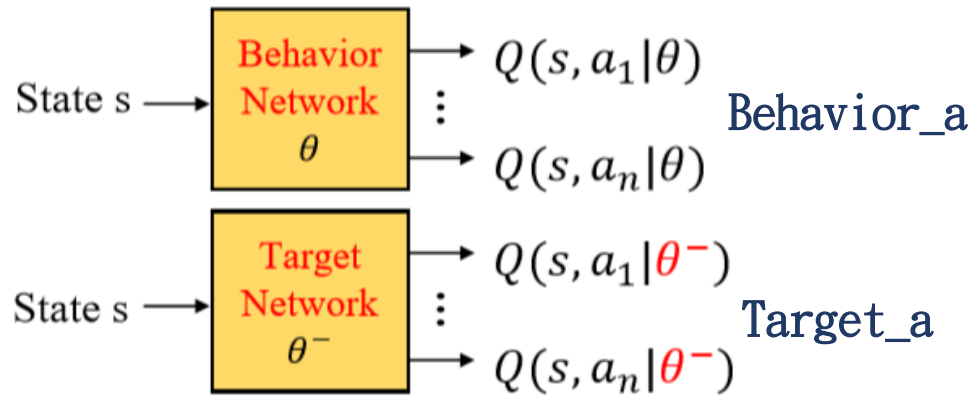 State s
Behavior
Network
θ
Q(s, a₁|θ)
⋮
Q(s, aₙ|θ)
Behavior_a
State s
Target
Network
θ⁻
Q(s, a₁|θ⁻)
⋮
Q(s, aₙ|θ⁻)
Target_a